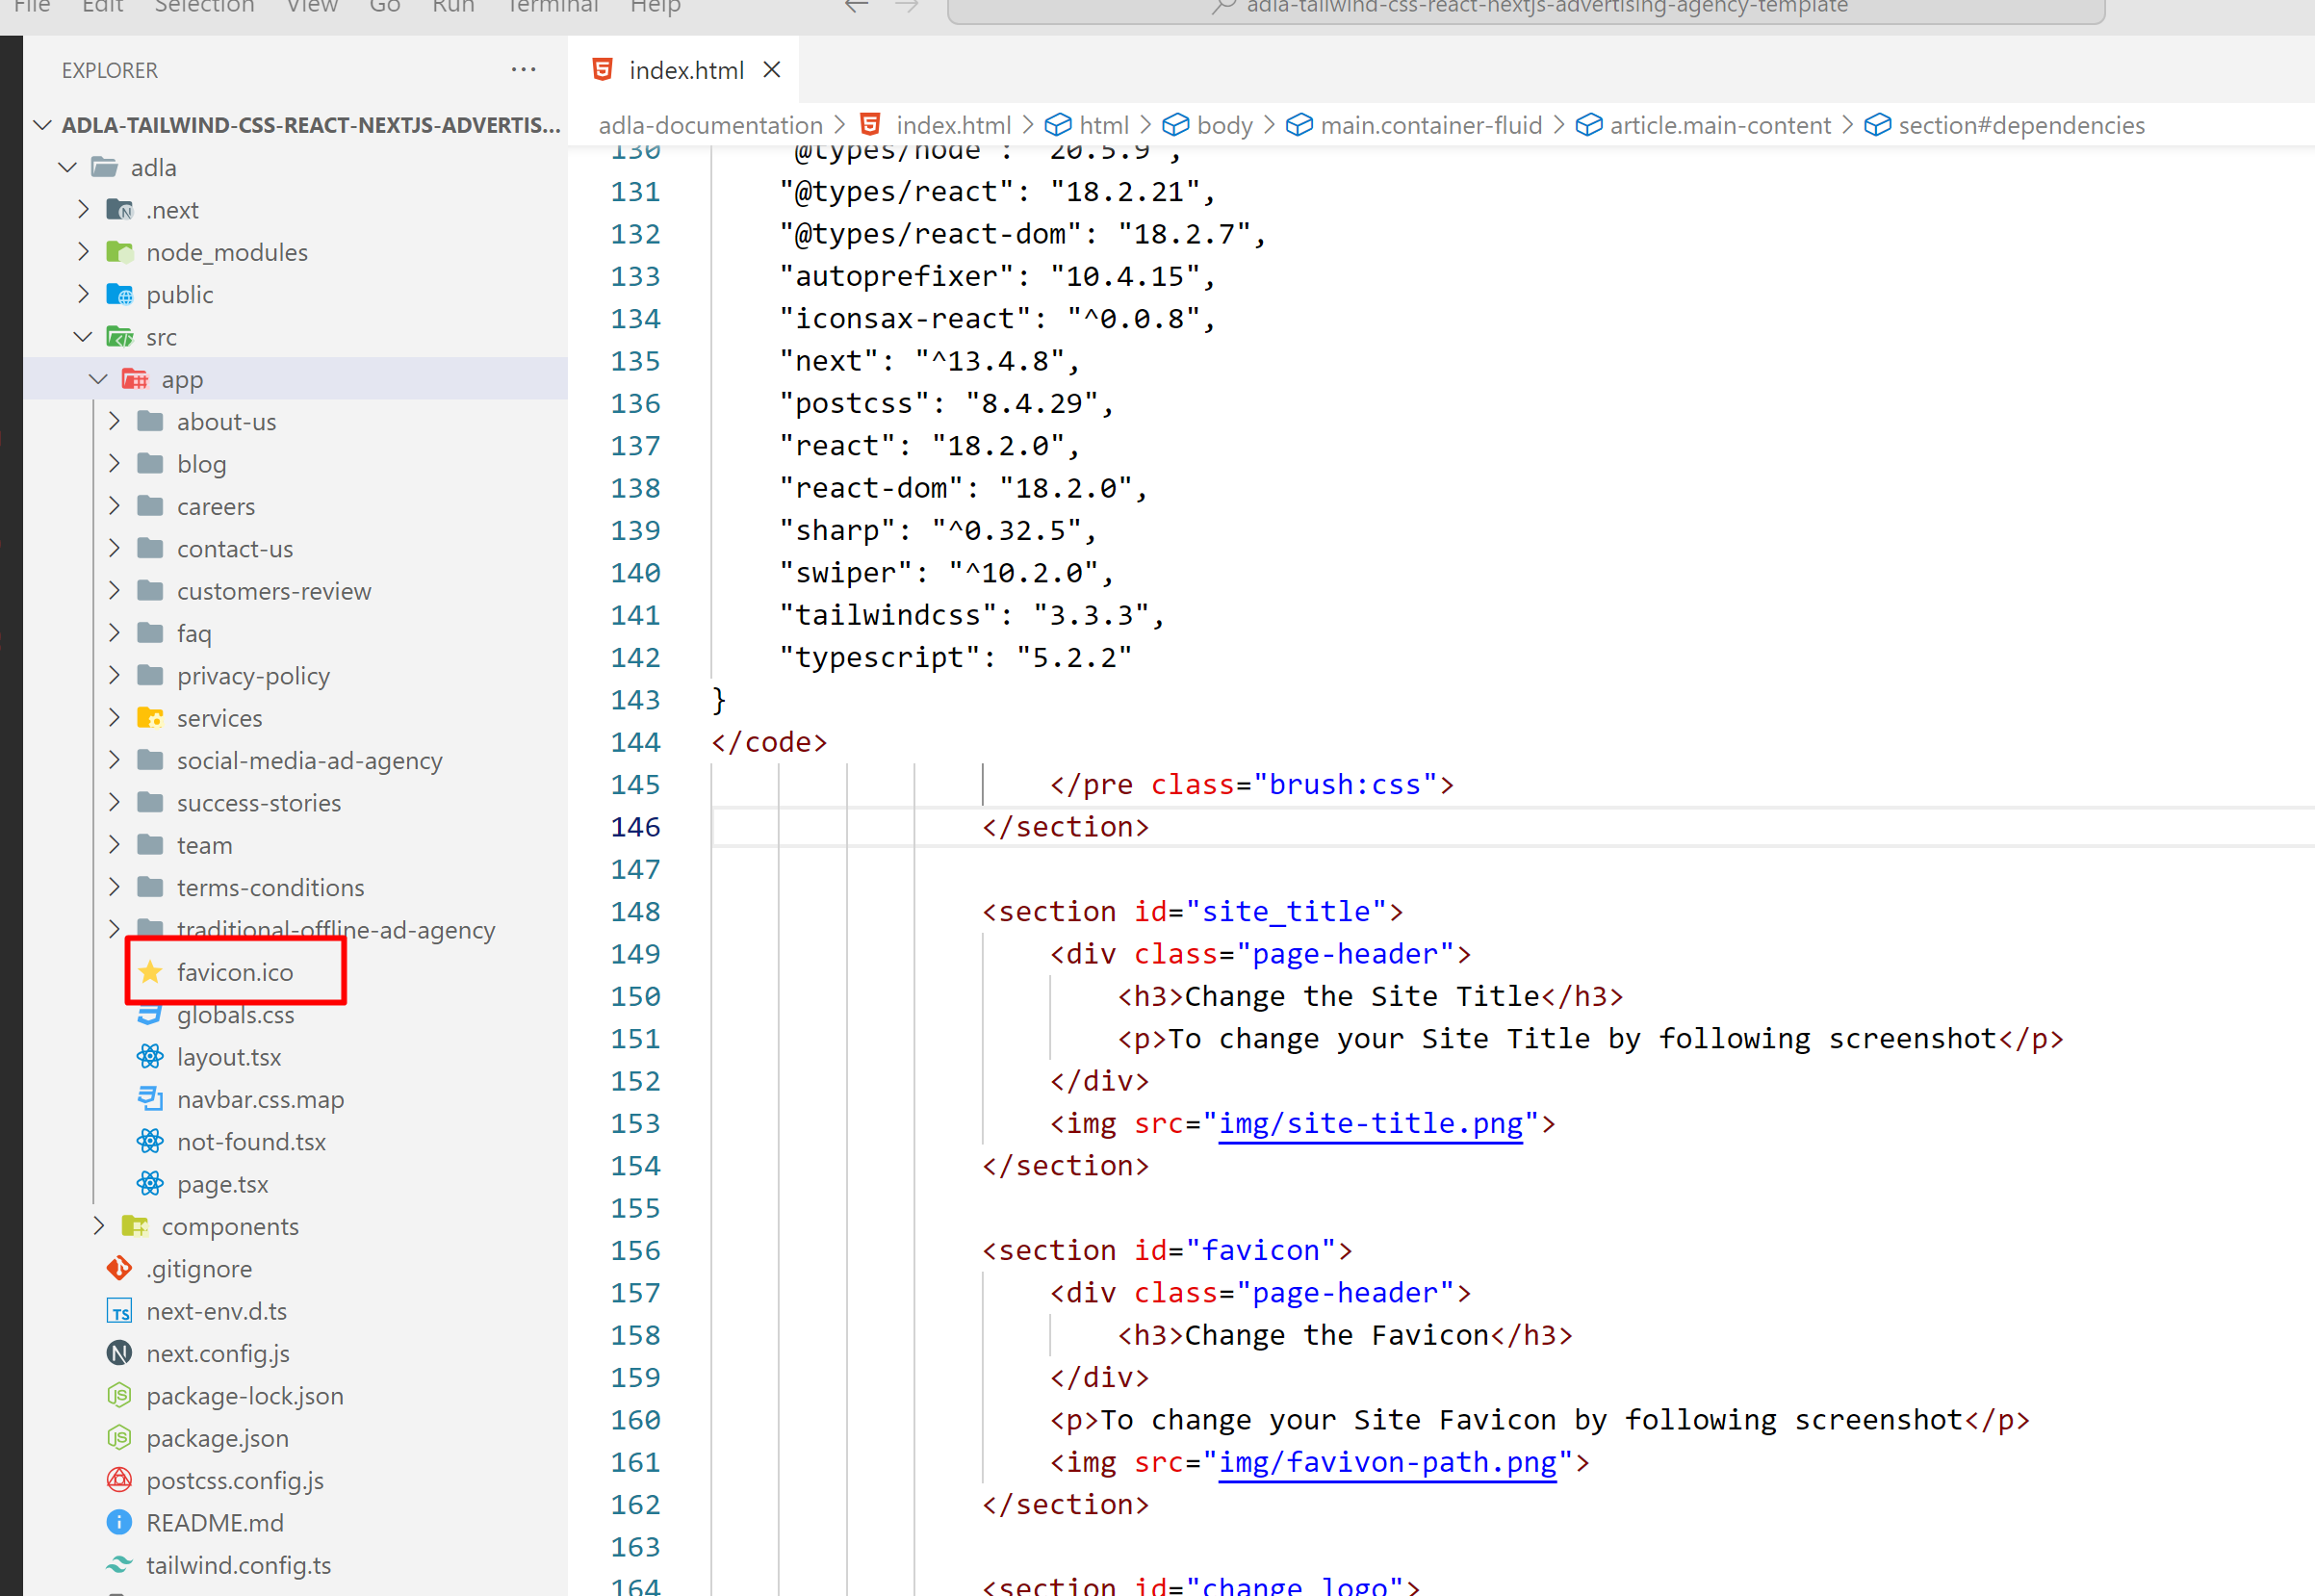 File Edit Selection View Go Run Terminal Help
adla-tailwind-css-react-nextjs-advertising-agency-template
EXPLORER
ADLA-TAILWIND-CSS-REACT-NEXTJS-ADVERTIS...
adla
.next
node_modules
public
src
app
about-us
blog
careers
contact-us
customers-review
faq
privacy-policy
services
social-media-ad-agency
success-stories
team
terms-conditions
traditional-offline-ad-agency
favicon.ico
globals.css
layout.tsx
navbar.css.map
not-found.tsx
page.tsx
components
.gitignore
next-env.d.ts
next.config.js
package-lock.json
package.json
postcss.config.js
README.md
tailwind.config.ts
index.html
adla-documentation > index.html > html > body > main.container-fluid > article.main-content > section#dependencies
130 "@types/node": "20.5.9",
131 "@types/react": "18.2.21",
132 "@types/react-dom": "18.2.7",
133 "autoprefixer": "10.4.15",
134 "iconsax-react": "^0.0.8",
135 "next": "^13.4.8",
136 "postcss": "8.4.29",
137 "react": "18.2.0",
138 "react-dom": "18.2.0",
139 "sharp": "^0.32.5",
140 "swiper": "^10.2.0",
141 "tailwindcss": "3.3.3",
142 "typescript": "5.2.2"
143 }
144 </code>
145 </pre class="brush:css">
146 </section>
147
148 <section id="site_title">
149 <div class="page-header">
150 <h3>Change the Site Title</h3>
151 <p>To change your Site Title by following screenshot</p>
152 </div>
153 <img src="img/site-title.png">
154 </section>
155
156 <section id="favicon">
157 <div class="page-header">
158 <h3>Change the Favicon</h3>
159 </div>
160 <p>To change your Site Favicon by following screenshot</p>
161 <img src="img/favivon-path.png">
162 </section>
163
164 <section id="change_logo">